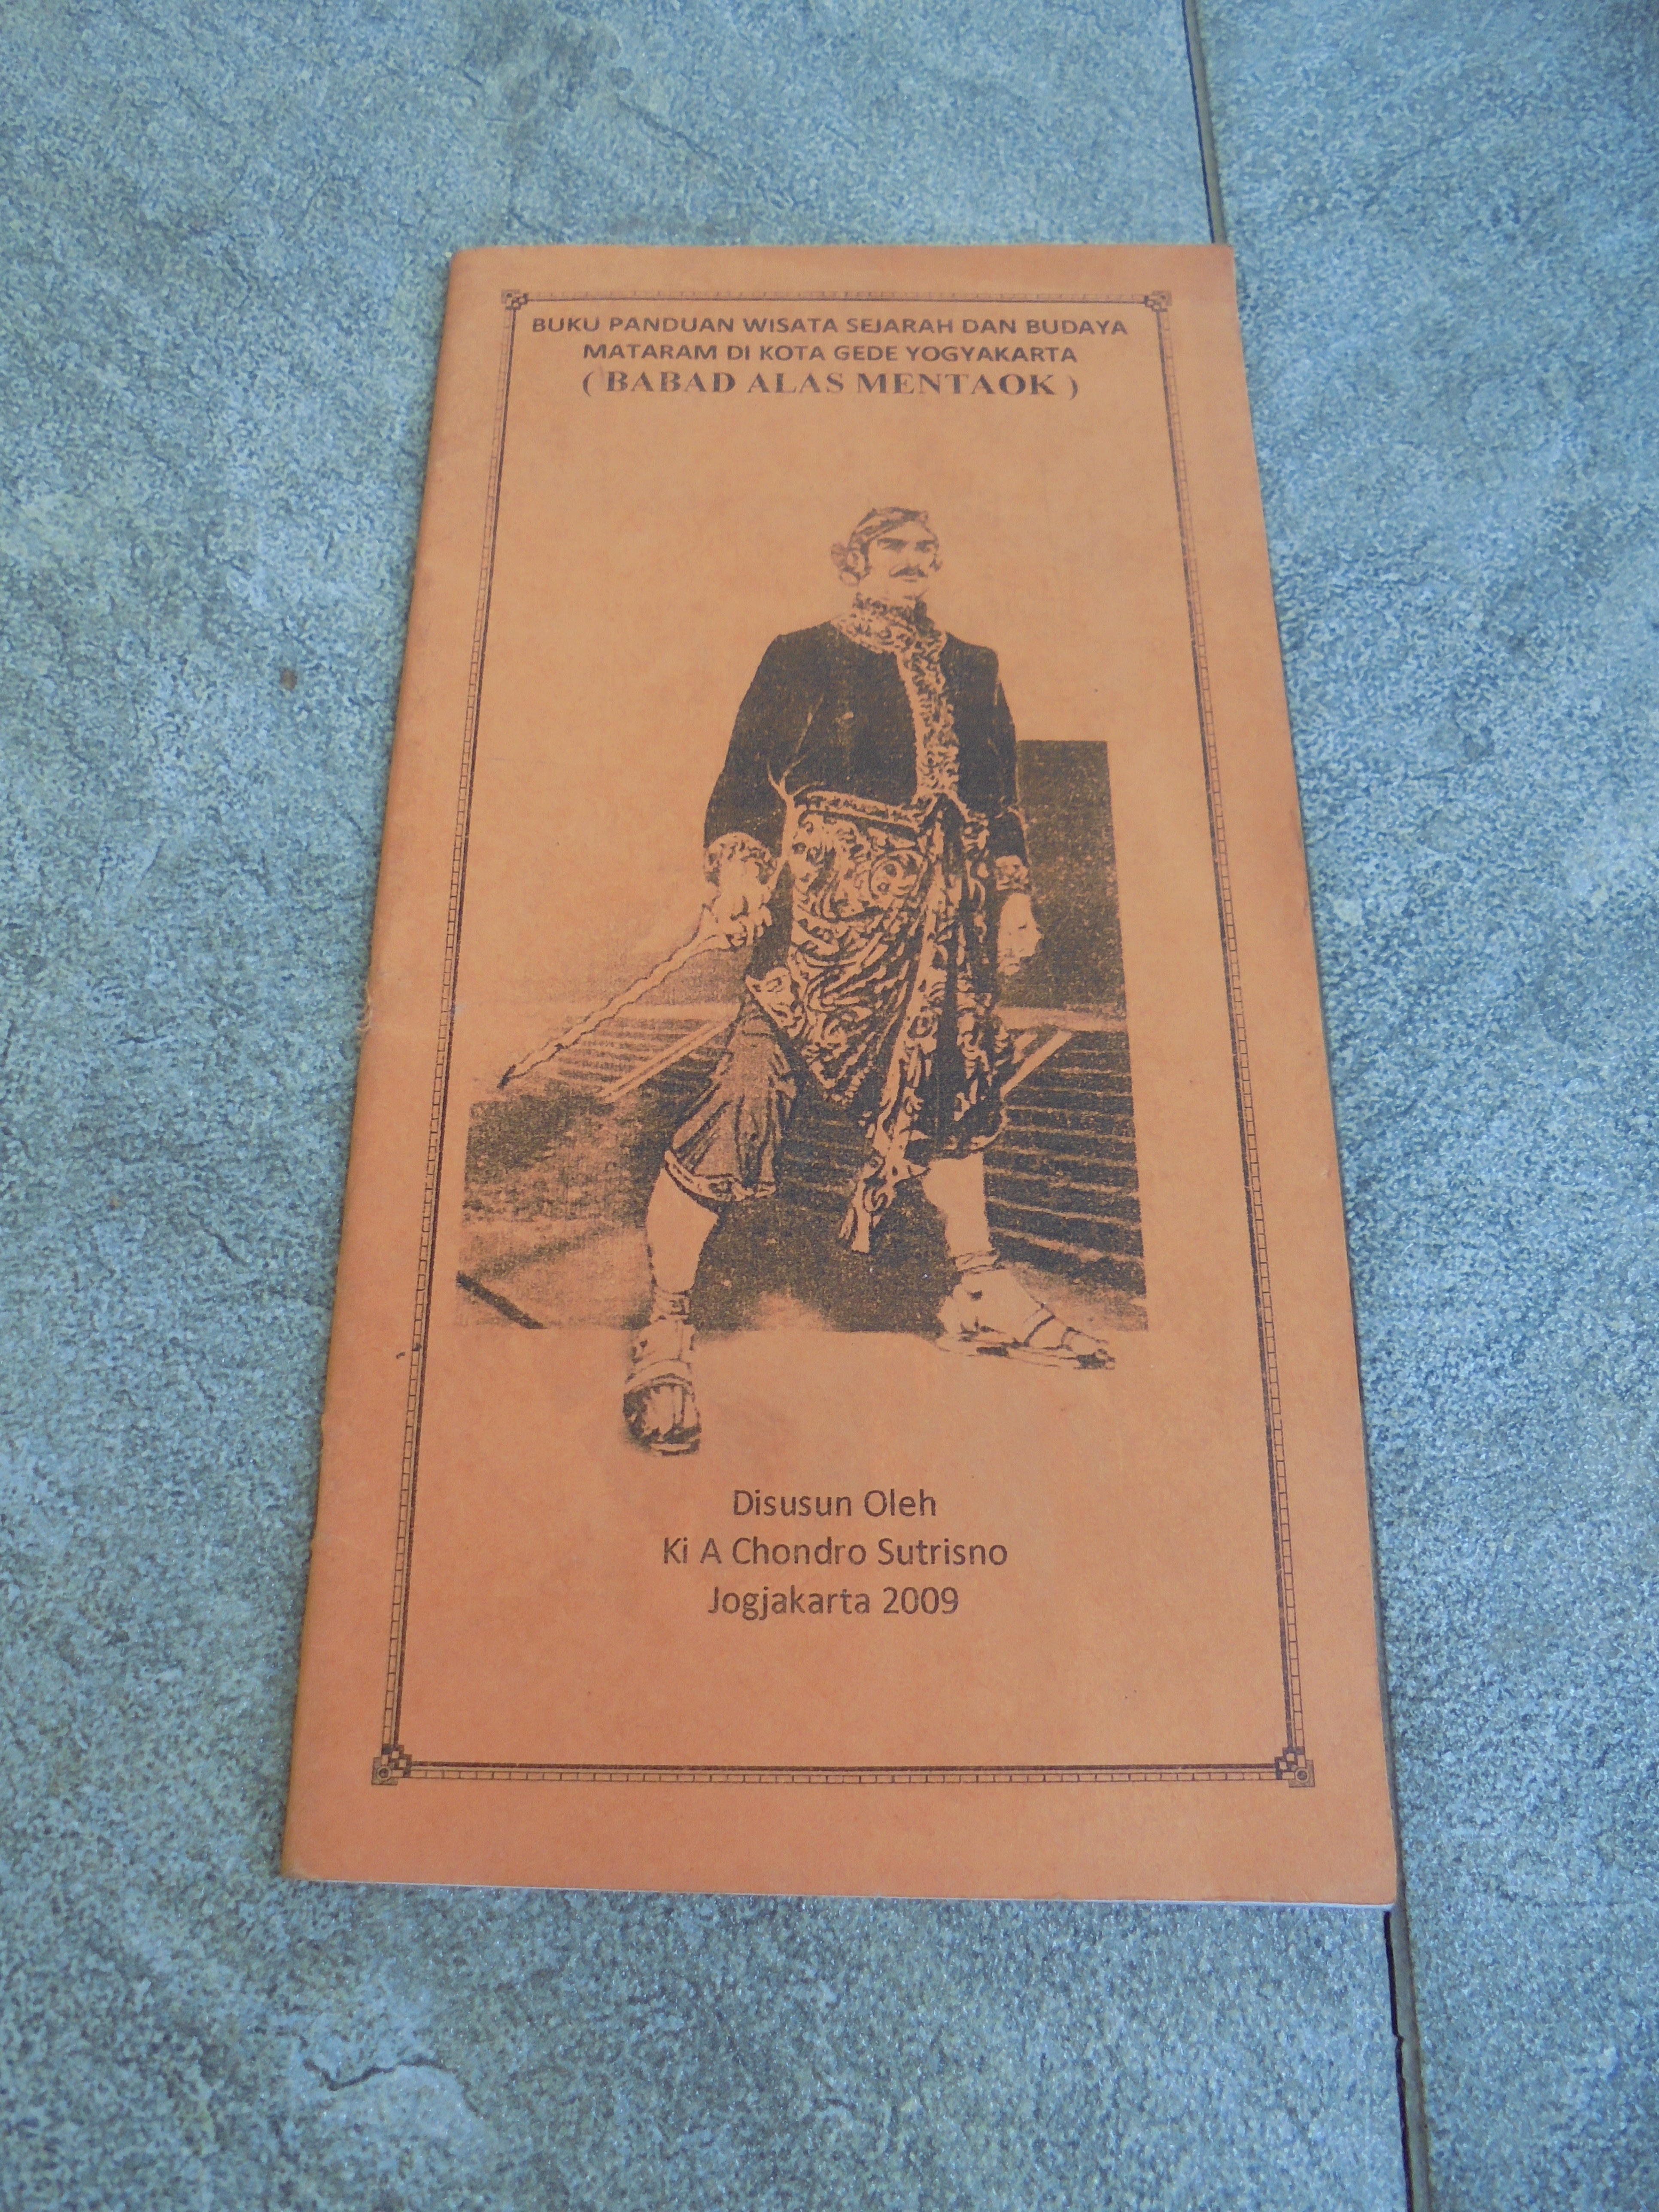 BUKU PANDUAN WISATA SEJARAH DAN BUDAYA
MATARAM DI KOTA GEDE YOGYAKARTA
( BABAD ALAS MENTAOK )
Disusun Oleh
Ki A Chondro Sutrisno
Jogjakarta 2009